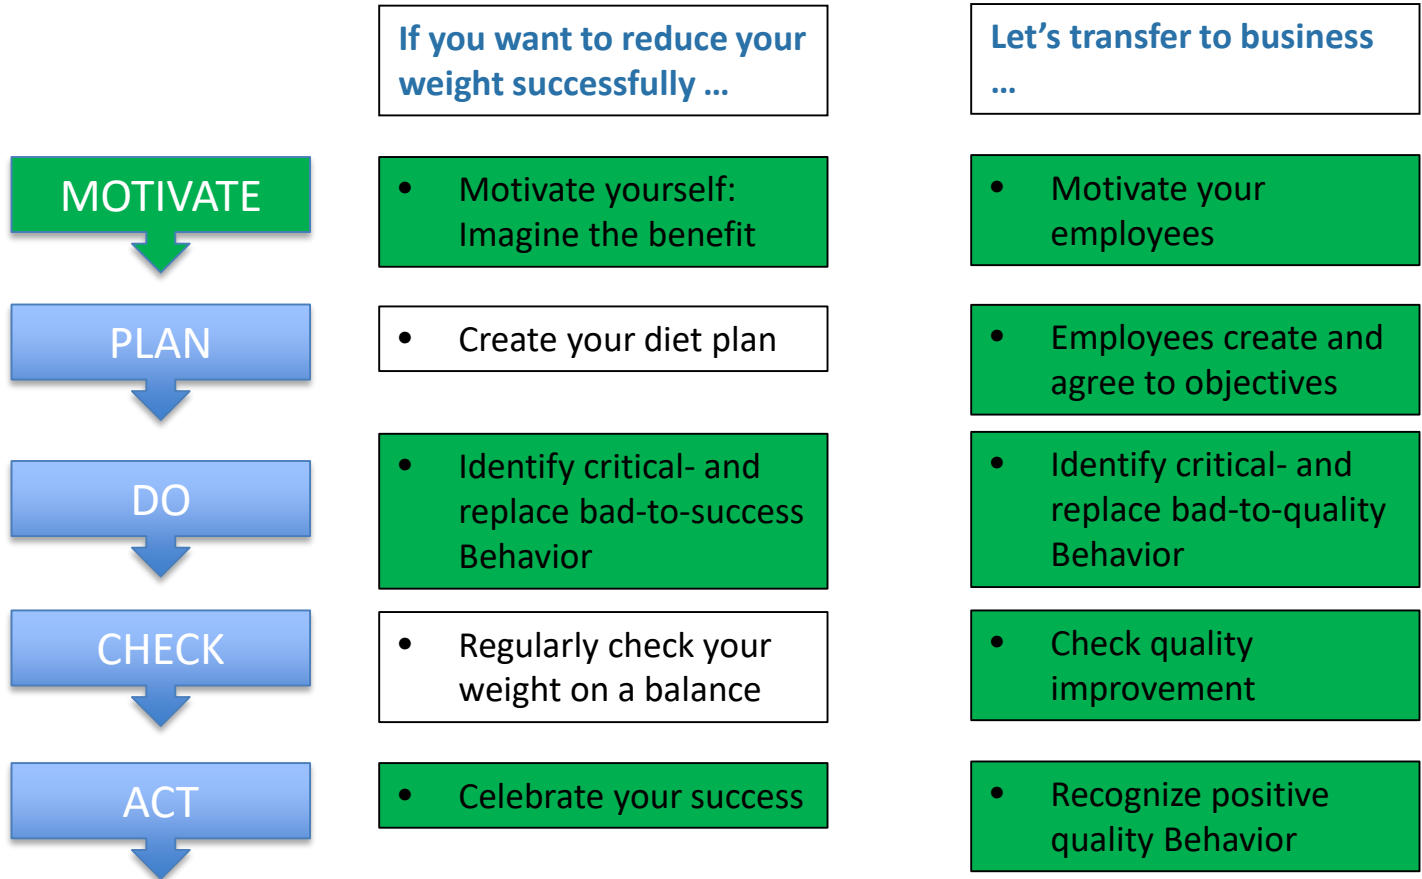 If you want to reduce your
weight successfully …
Let’s transfer to business
…
MOTIVATE
• Motivate yourself:
Imagine the benefit
• Motivate your
employees
PLAN
• Create your diet plan
• Employees create and
agree to objectives
DO
• Identify critical- and
replace bad-to-success
Behavior
• Identify critical- and
replace bad-to-quality
Behavior
CHECK
• Regularly check your
weight on a balance
• Check quality
improvement
ACT
• Celebrate your success
• Recognize positive
quality Behavior